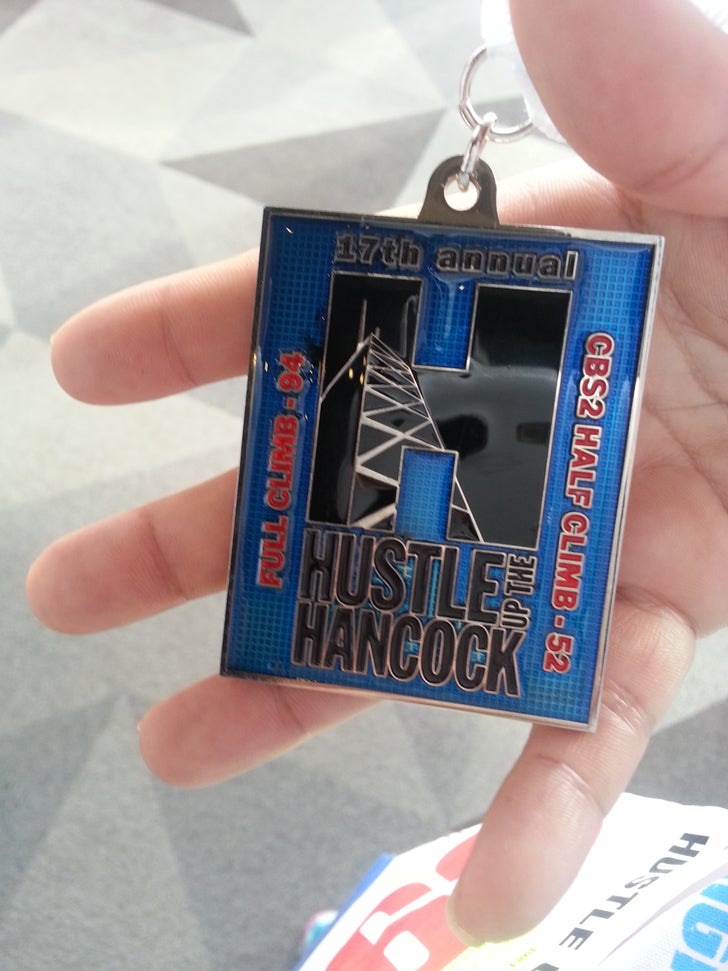 17th annual
FULL CLIMB - 94
CBS2 HALF CLIMB - 52
HUSTLE
UP THE
HANCOCK
HUSTLE